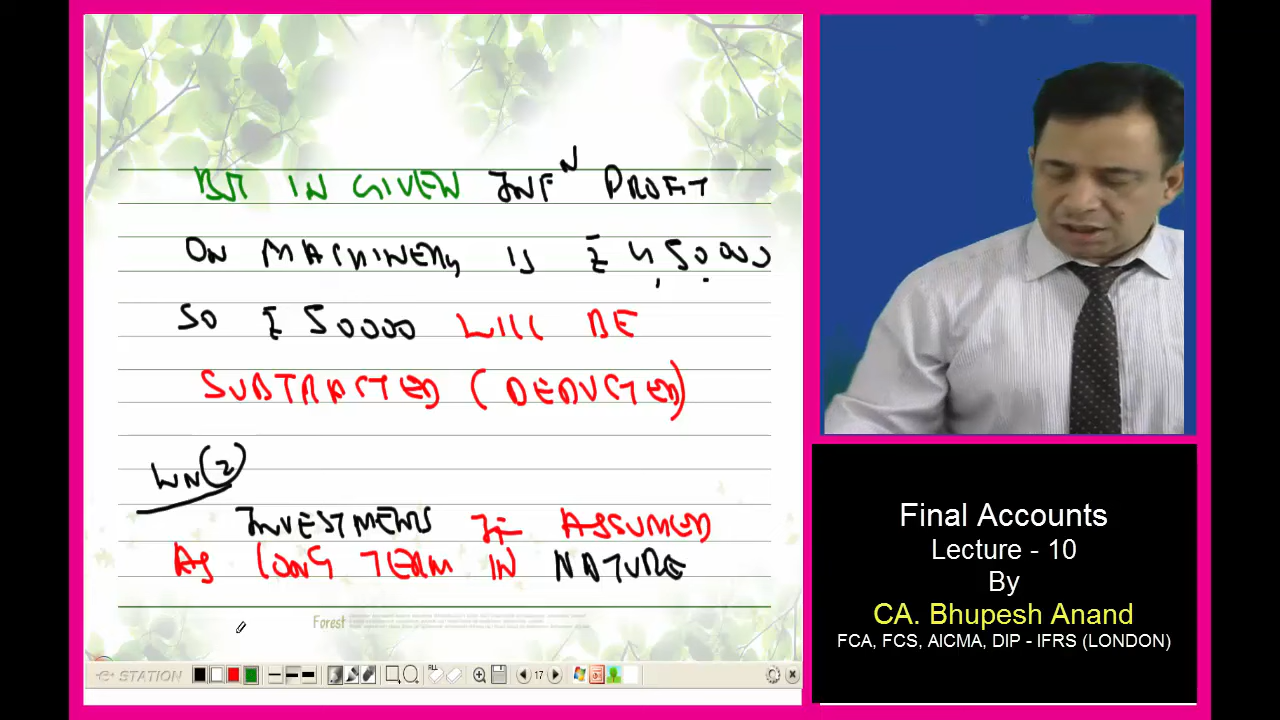 BUT IN GIVEN INFN PROFIT
ON MACHINERY IS ₹ 4,50,000
SO ₹ 50000 WILL BE
SUBTRACTED (DEDUCTED)
WN(2)
INVESTMENTS IF ASSUMED
AS LONG TERM IN NATURE
Forest
e-STATION
17
Final Accounts
Lecture - 10
By
CA. Bhupesh Anand
FCA, FCS, AICMA, DIP - IFRS (LONDON)